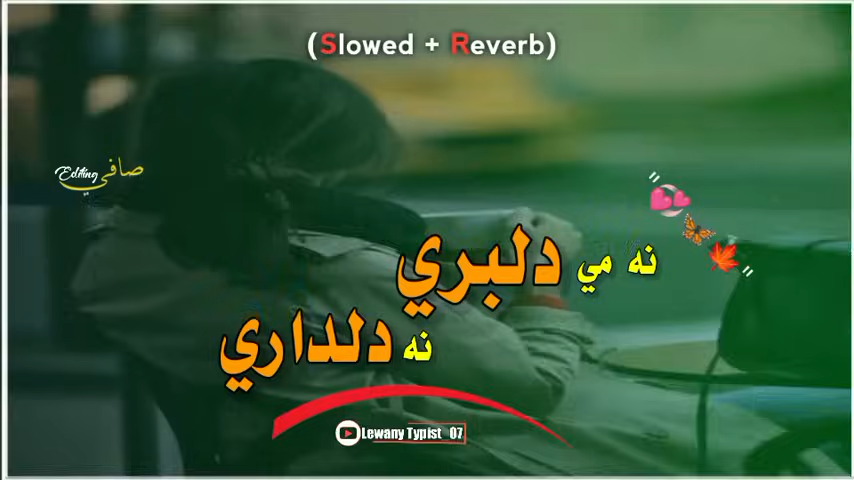 (Slowed + Reverb)
Editing صافي
نه مي دلبري
نه دلداري
Lewany Typist_07